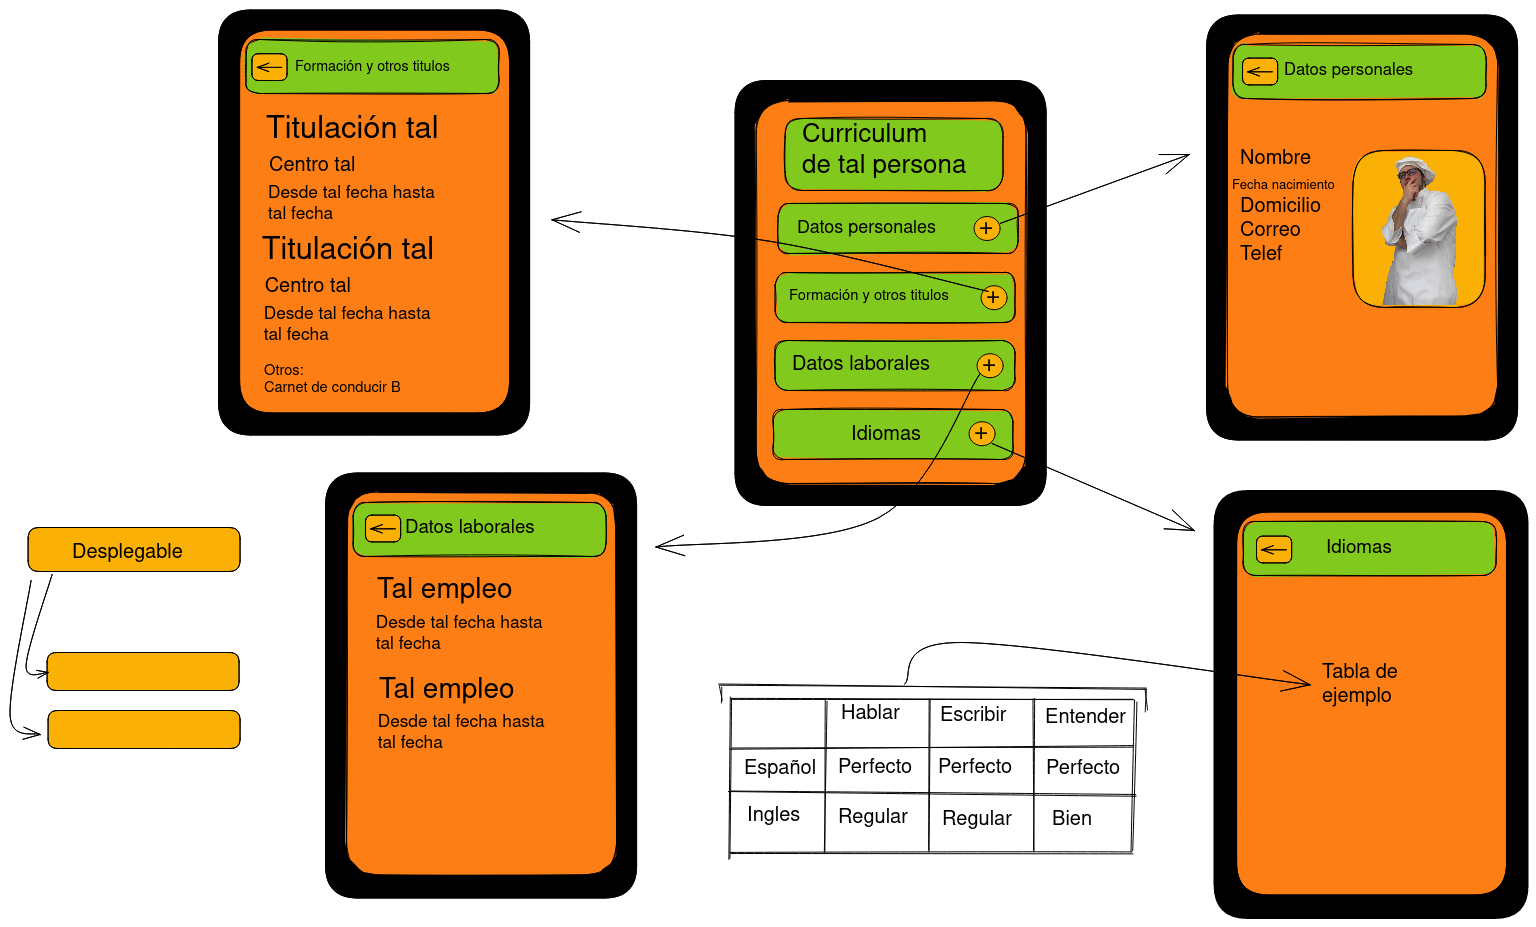 Formación y otros titulos
Titulación tal
Centro tal
Desde tal fecha hasta
tal fecha
Titulación tal
Centro tal
Desde tal fecha hasta
tal fecha
Otros:
Carnet de conducir B
Curriculum
de tal persona
Datos personales
Formación y otros titulos
Datos laborales
Idiomas
Datos personales
Nombre
Fecha nacimiento
Domicilio
Correo
Telef
Desplegable
Datos laborales
Tal empleo
Desde tal fecha hasta
tal fecha
Tal empleo
Desde tal fecha hasta
tal fecha
Hablar Escribir Entender
Español Perfecto Perfecto Perfecto
Ingles Regular Regular Bien
Idiomas
Tabla de
ejemplo